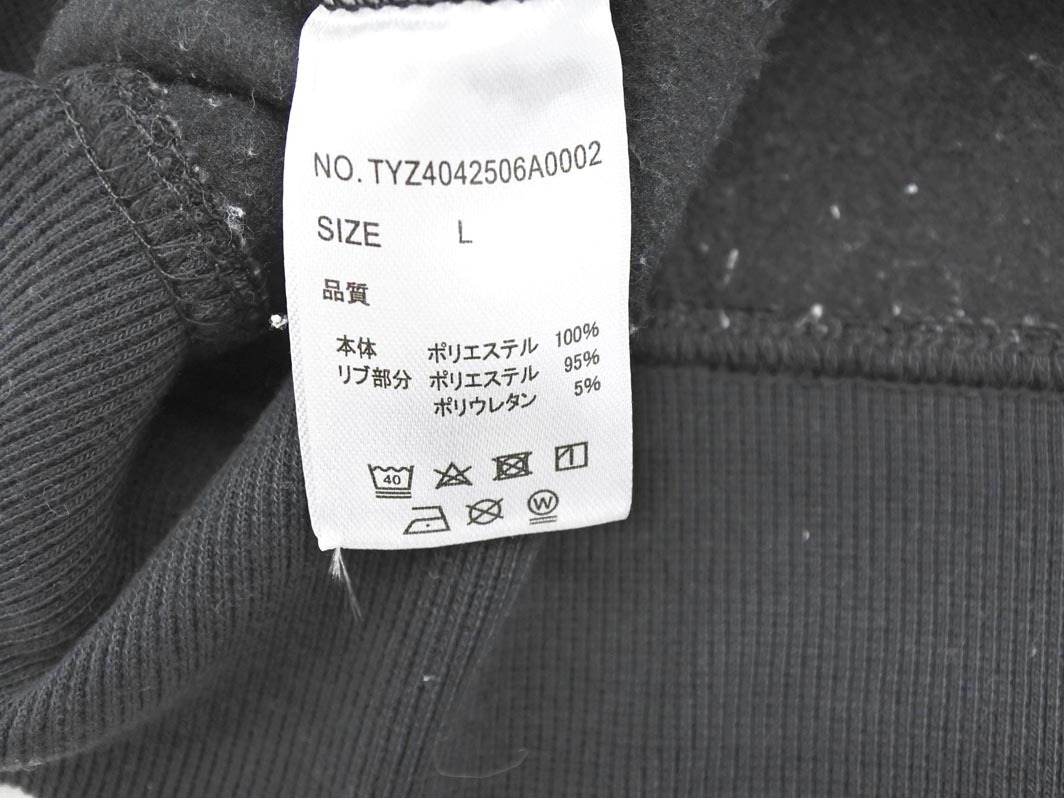 NO. TYZ4042506A0002
SIZE L
品質
本体 ポリエステル 100%
リブ部分 ポリエステル 95%
ポリウレタン 5%
40
W